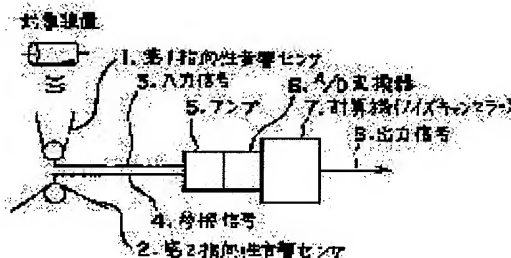 対象装置
1. 第1指向性音響センサ
3. 入力信号
6. A/D変換器
5. アンプ
7. 計算機(ノイズキャンセラー)
8. 出力信号
4. 参照信号
2. 第2指向性音響センサ